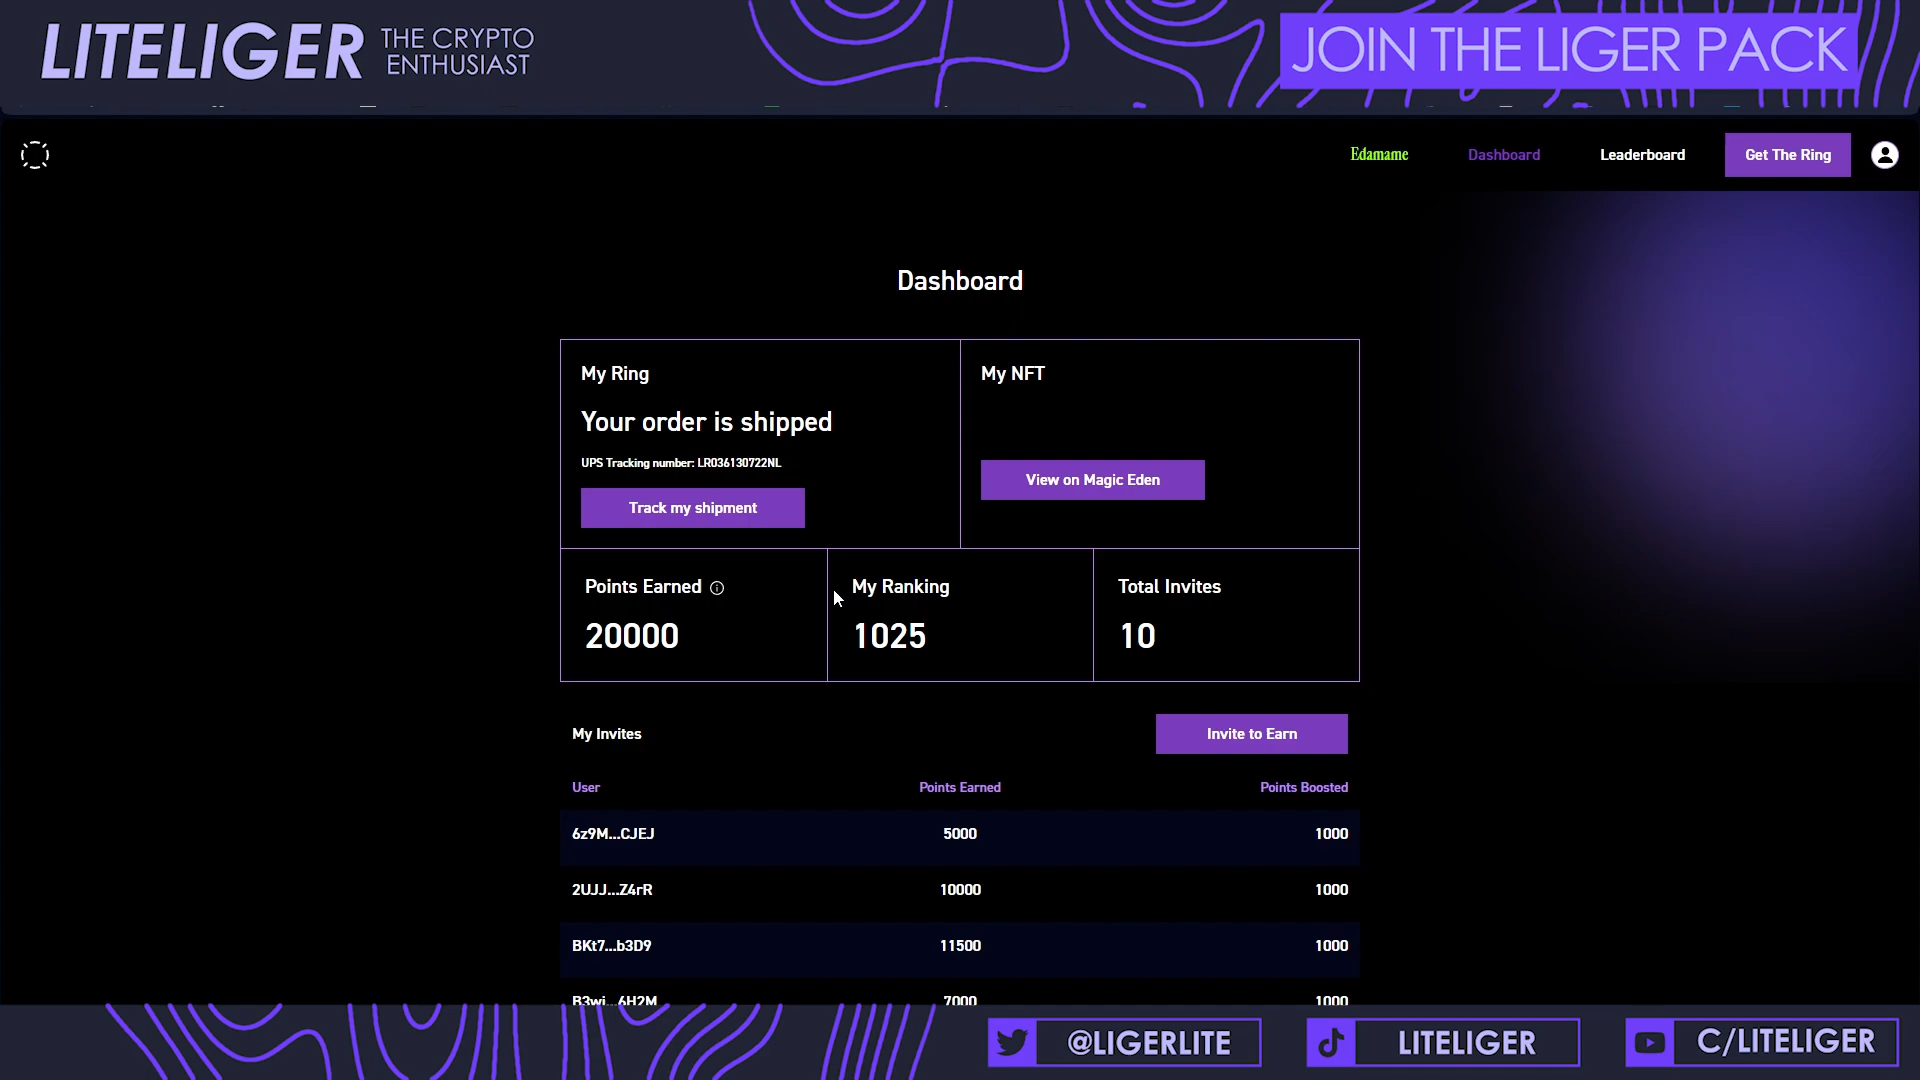 LITELIGER
THE CRYPTO
ENTHUSIAST
JOIN THE LIGER PACK
Edamame
Dashboard
Leaderboard
Get The Ring
Dashboard
My Ring
Your order is shipped
UPS Tracking number: LR036130722NL
Track my shipment
My NFT
View on Magic Eden
Points Earned
20000
My Ranking
1025
Total Invites
10
My Invites
Invite to Earn
User Points Earned Points Boosted
6z9M...CJEJ 5000 1000
2UJJ...Z4rR 10000 1000
BKt7...b3D9 11500 1000
B3wi...6H2M 7000 1000
@LIGERLITE
LITELIGER
C/LITELIGER